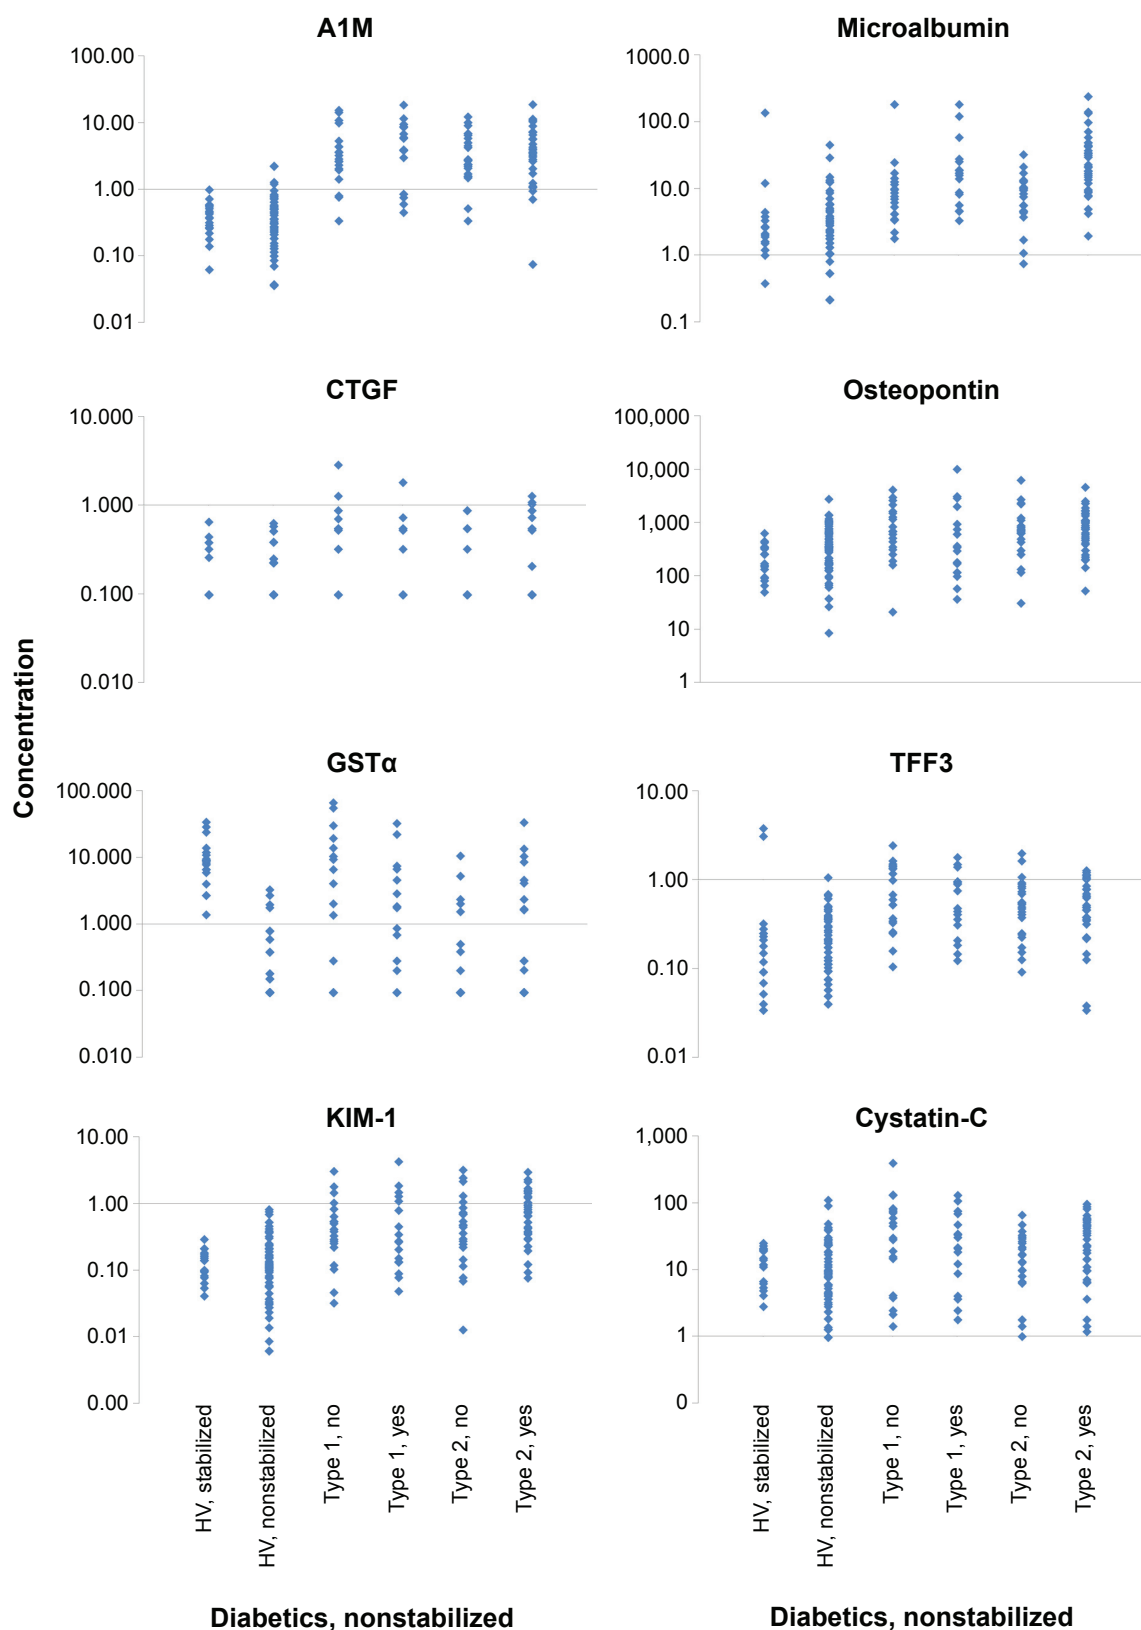 A1M
100.00
10.00
1.00
0.10
0.01
Microalbumin
1000.0
100.0
10.0
1.0
0.1
CTGF
10.000
1.000
0.100
0.010
Osteopontin
100,000
10,000
1,000
100
10
1
Concentration
GSTα
100.000
10.000
1.000
0.100
0.010
TFF3
10.00
1.00
0.10
0.01
KIM-1
10.00
1.00
0.10
0.01
0.00
Cystatin-C
1,000
100
10
1
0
HV, stabilized
HV, nonstabilized
Type 1, no
Type 1, yes
Type 2, no
Type 2, yes
HV, stabilized
HV, nonstabilized
Type 1, no
Type 1, yes
Type 2, no
Type 2, yes
Diabetics, nonstabilized
Diabetics, nonstabilized